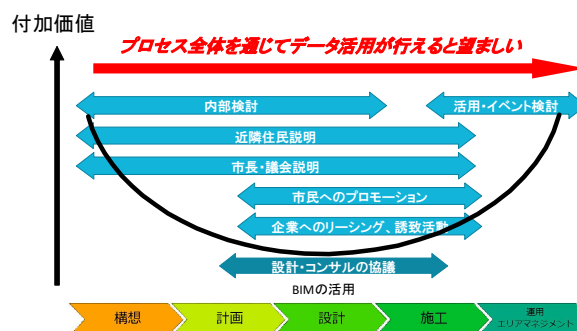 付加価値
プロセス全体を通じてデータ活用が行えると望ましい
内部検討
活用・イベント検討
近隣住民説明
市長・議会説明
市民へのプロモーション
企業へのリーシング、誘致活動
設計・コンサルの協議
BIMの活用
構想
計画
設計
施工
運用
エリアマネジメント